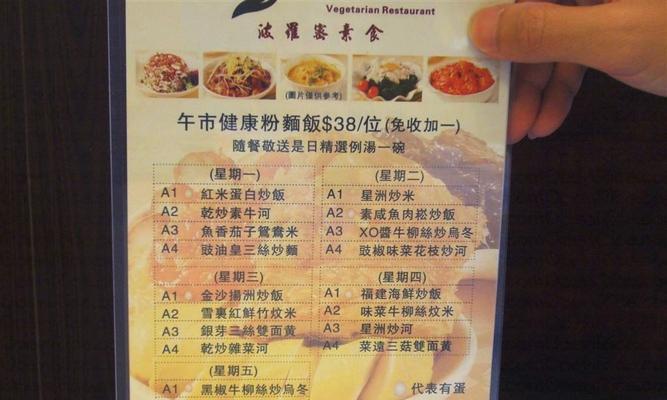 Vegetarian Restaurant
波羅蜜素食
(圖片僅供參考)
午市健康粉麵飯$38/位(免收加一)
隨餐敬送是日精選例湯一碗
(星期一)
A1 紅米蛋白炒飯
A2 乾炒素牛河
A3 魚香茄子鴛鴦米
A4 豉油皇三絲炒麵
(星期二)
A1 星洲炒米
A2 素咸魚肉崧炒飯
A3 XO醬牛柳絲炒烏冬
A4 豉椒味菜花枝炒河
(星期三)
A1 金沙揚洲炒飯
A2 雪裏紅鮮竹炆米
A3 銀芽三絲雙面黃
A4 乾炒雜菜河
(星期四)
A1 福建海鮮炒飯
A2 味菜牛柳絲炆米
A3 星洲炒河
A4 菜遠三菇雙面黃
(星期五)
A1 黑椒牛柳絲炒烏冬
代表有蛋